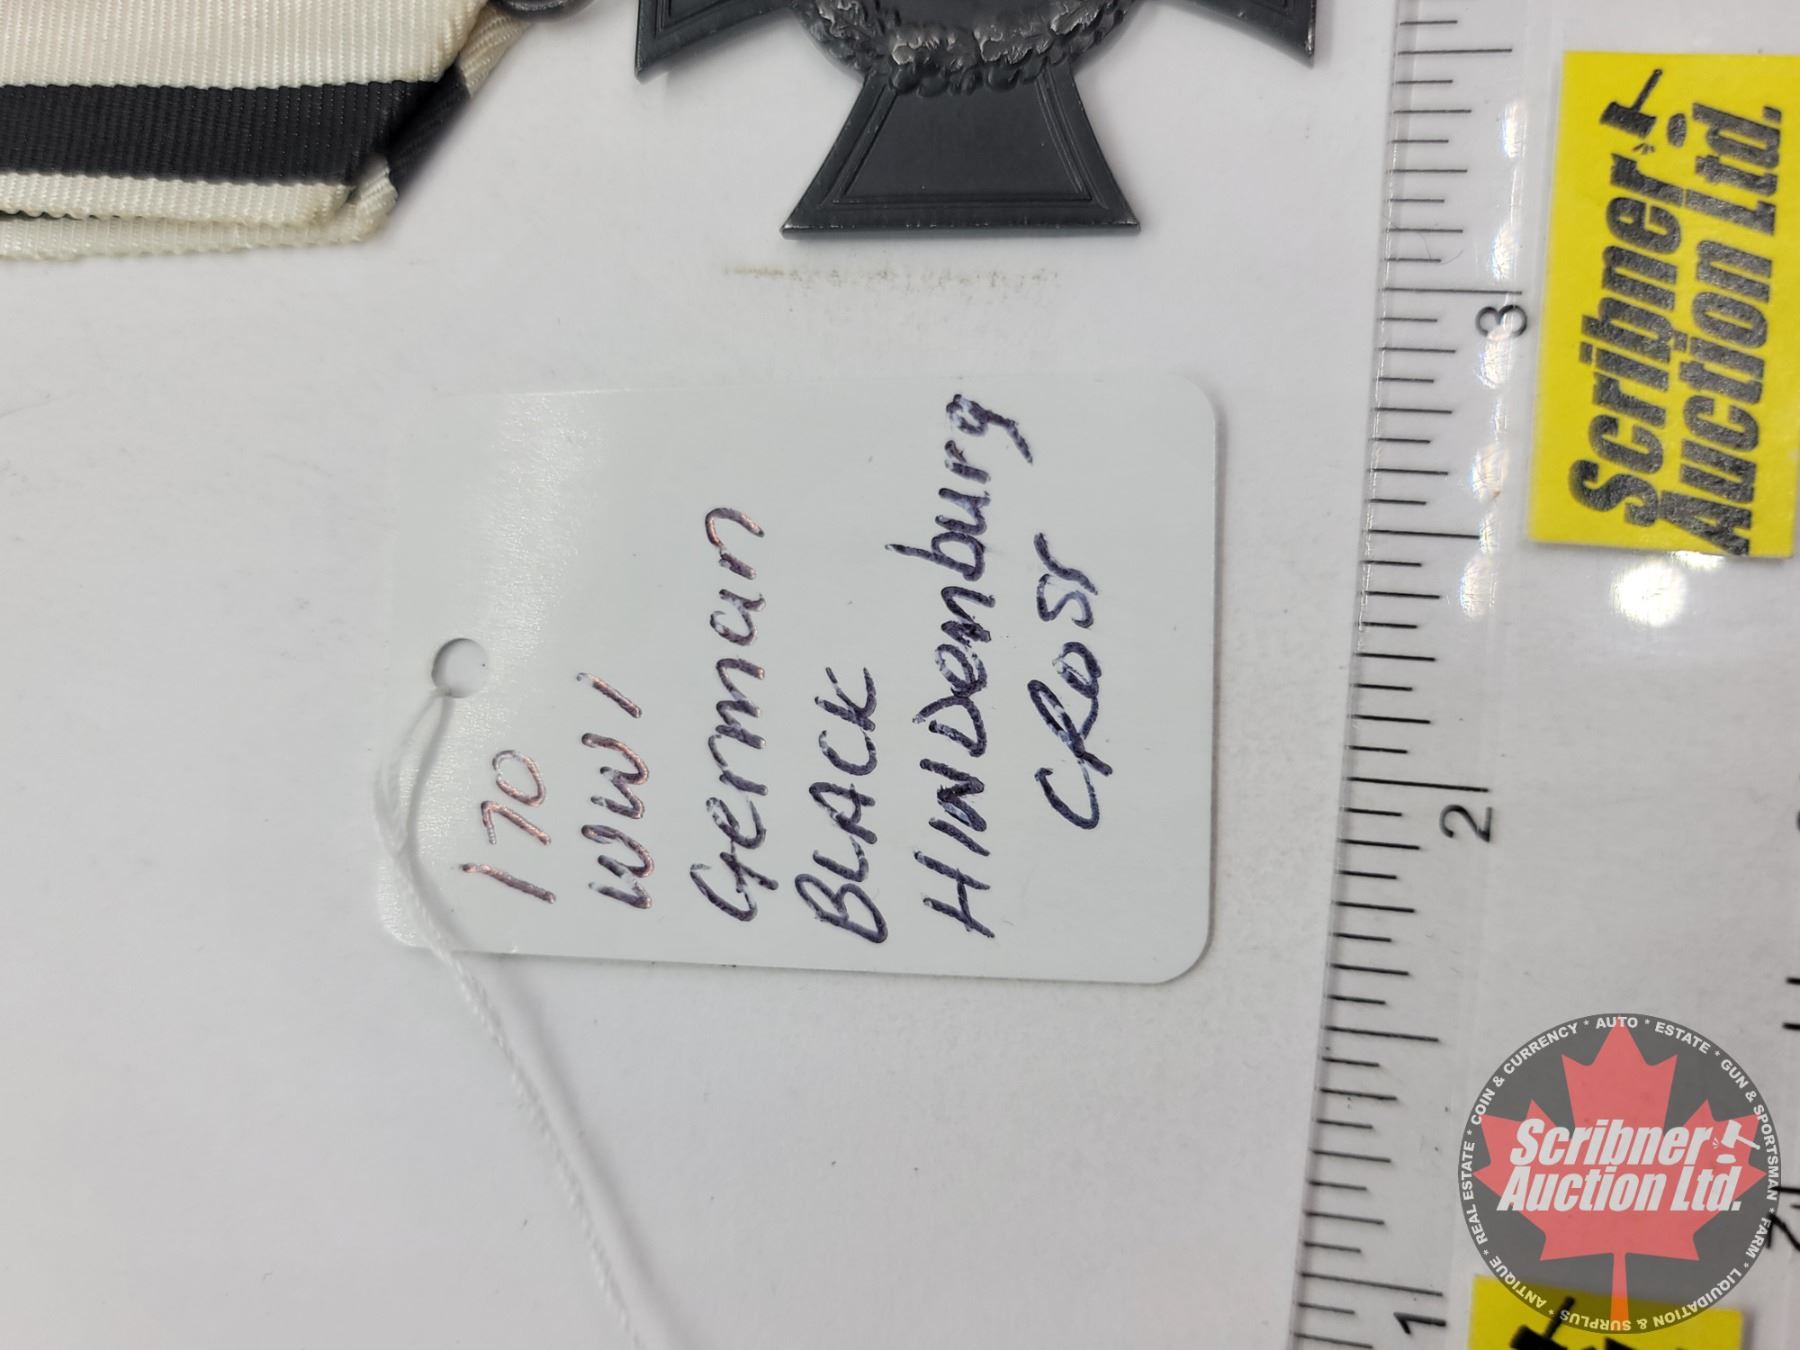 170
WW1
German
BLACK
HINDenburg
CRoss
Scribner
Auction Ltd.
3
2
1
Scribner
Auction Ltd.
REAL ESTATE * COIN & CURRENCY * AUTO * ESTATE * GUN & SPORTSMAN * FARM * LIQUIDATION & SURPLUS * ANTIQUE *